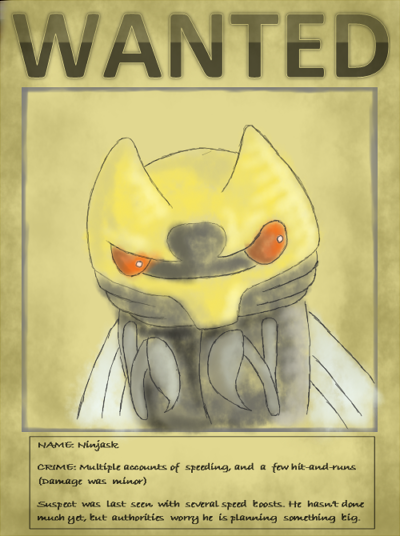 WANTED
NAME: Ninjask
CRIME: Multiple accounts of speeding, and a few hit-and-runs
(Damage was minor)
Suspect was last seen with several speed boosts. He hasn't done
much yet, but authorities worry he is planning something big.